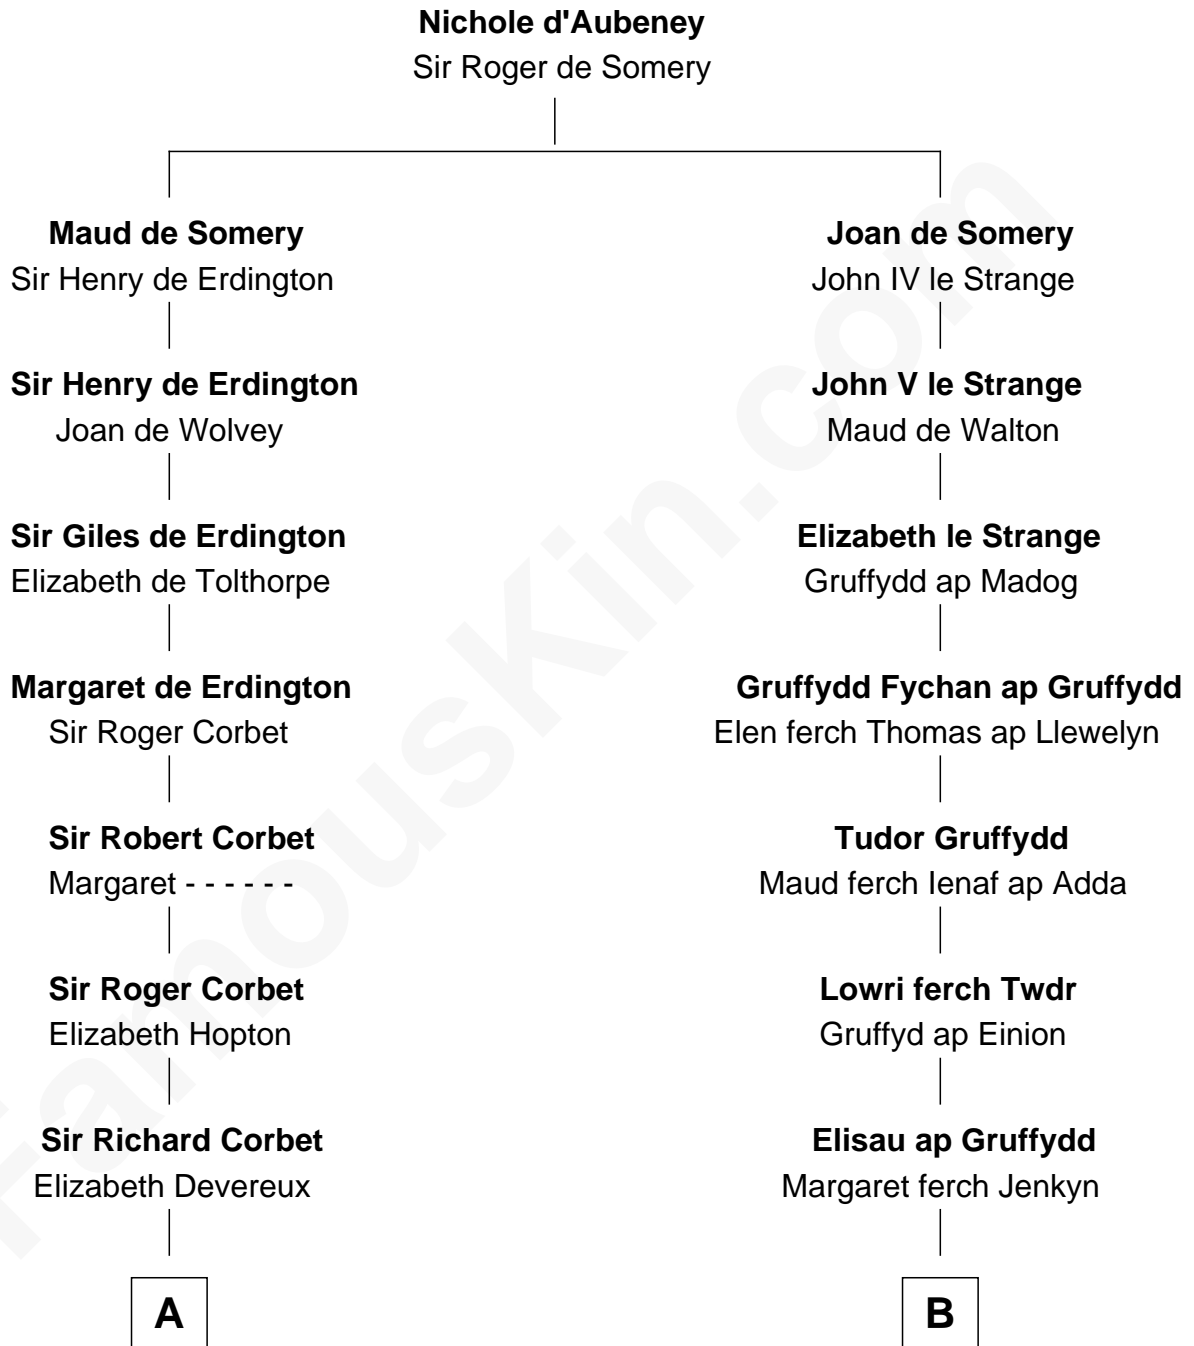 Nichole d'Aubeney
Sir Roger de Somery
Maud de Somery
Sir Henry de Erdington
Joan de Somery
John IV le Strange
Sir Henry de Erdington
Joan de Wolvey
John V le Strange
Maud de Walton
Sir Giles de Erdington
Elizabeth de Tolthorpe
Elizabeth le Strange
Gruffydd ap Madog
Margaret de Erdington
Sir Roger Corbet
Gruffydd Fychan ap Gruffydd
Elen ferch Thomas ap Llewelyn
Sir Robert Corbet
Margaret - - - - - -
Tudor Gruffydd
Maud ferch Ienaf ap Adda
Sir Roger Corbet
Elizabeth Hopton
Lowri ferch Twdr
Gruffyd ap Einion
Sir Richard Corbet
Elizabeth Devereux
Elisau ap Gruffydd
Margaret ferch Jenkyn
A
B
FamousKin.com